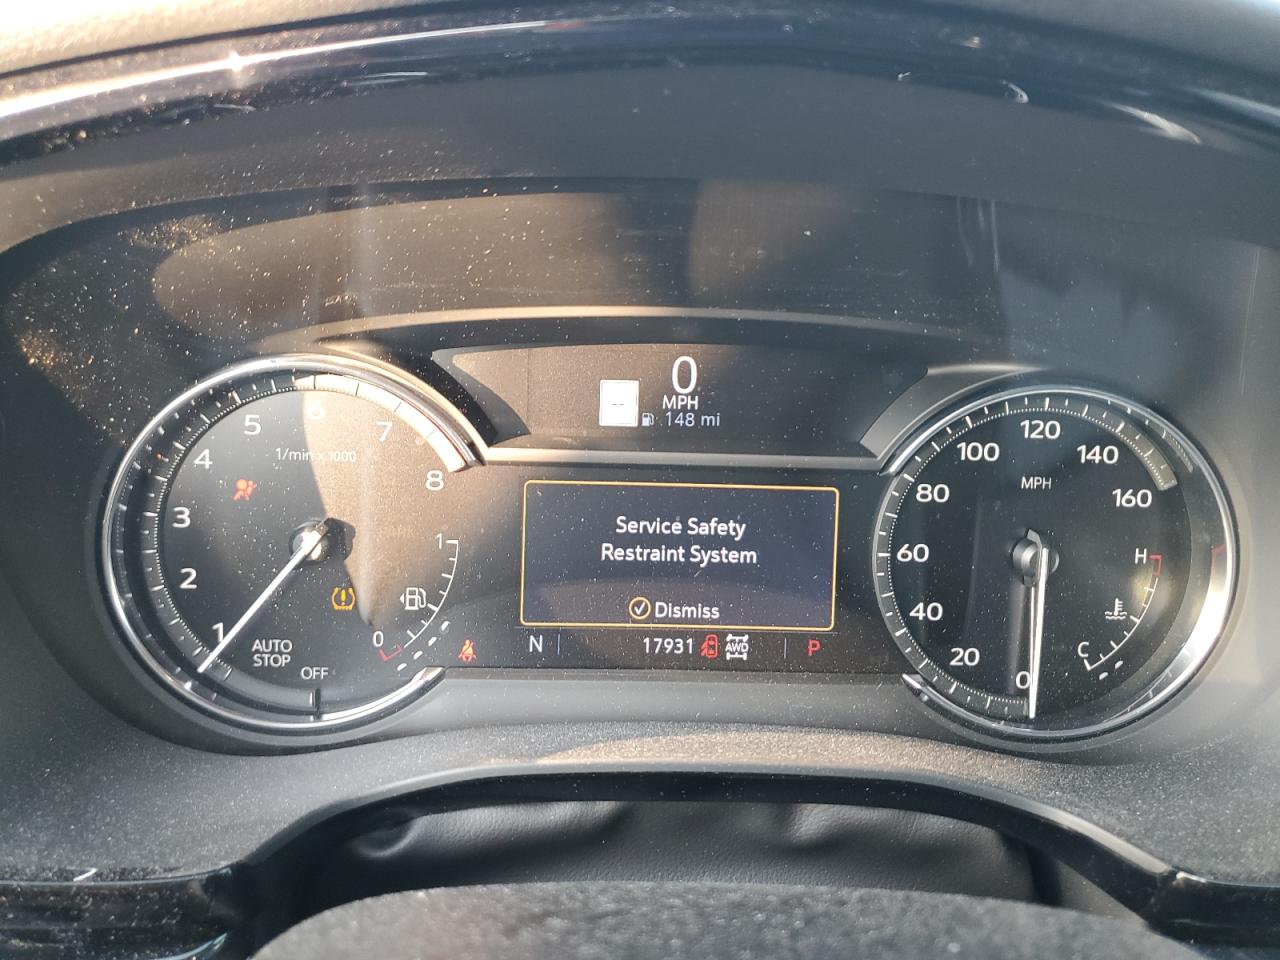 0
MPH
--
148 mi
1 2 3 4 5 6 7 8
1/min x 1000
AUTO
STOP
OFF
1
0
Service Safety
Restraint System
Dismiss
N
17931
AWD
P
0 20 40 60 80 100 120 140 160
MPH
H
C